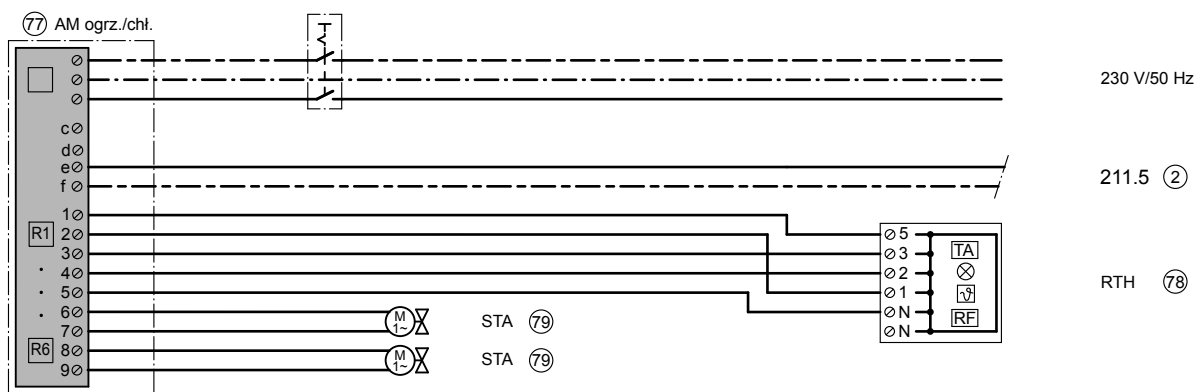 77 AM ogrz./chł.
230 V/50 Hz
c
d
e
f
211.5 2
1
R1 2
3
4
5
6
7
R6 8
9
M 1~ STA 79
M 1~ STA 79
5
3 TA
2
1 ϑ
N RF
N
RTH 78